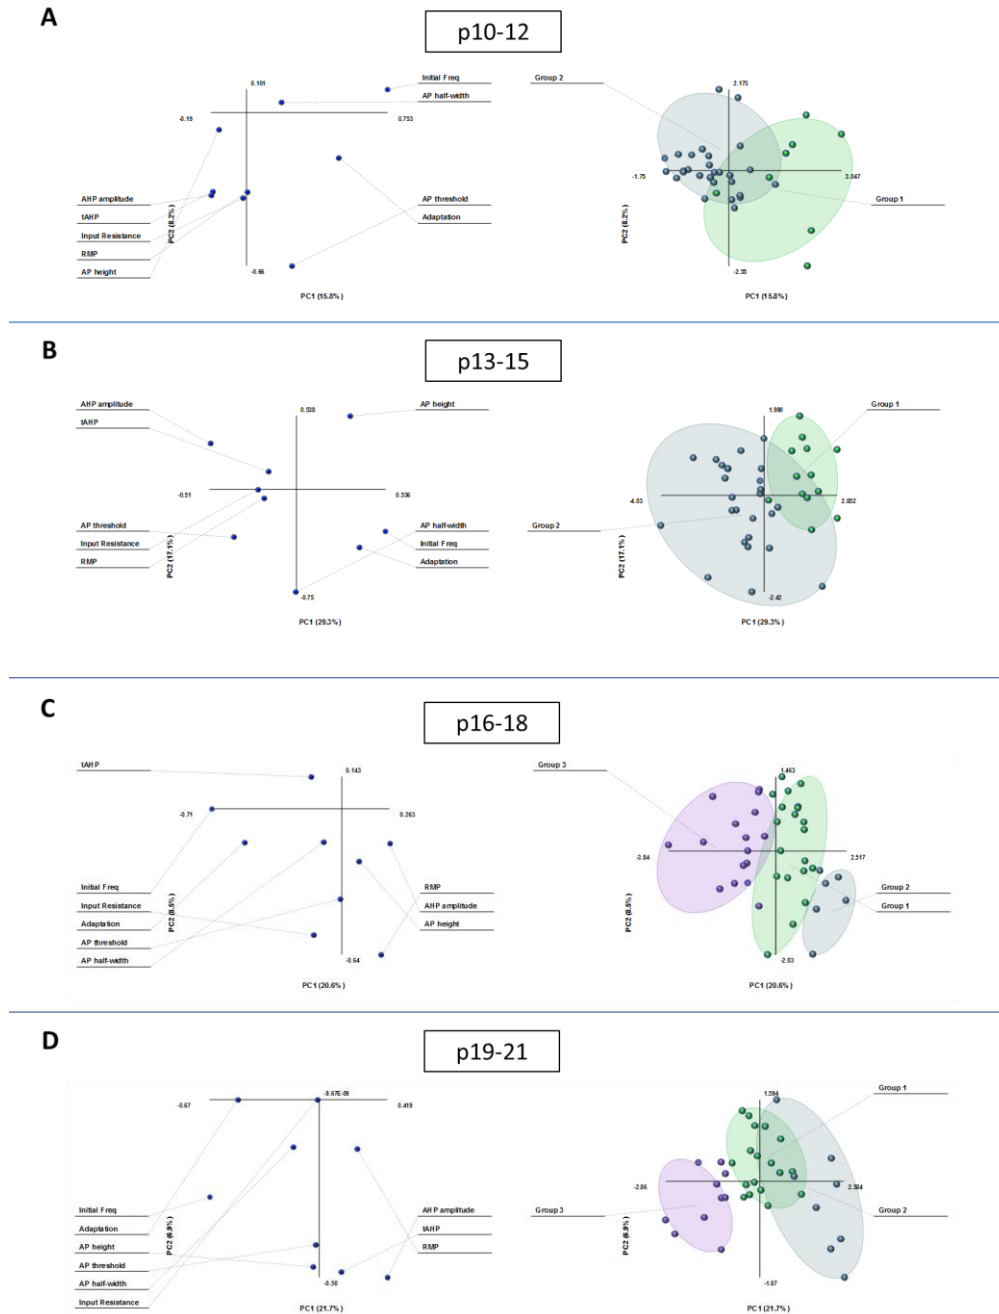 A
p10-12
0.101
Initial Freq
AP half-width
-0.19
0.753
AHP amplitude
tAHP
Input Resistance
RMP
AP height
AP threshold
Adaptation
PC2 (8.2%)
-0.66
PC1 (15.8%)
Group 2
2.175
-1.75
3.047
Group 1
PC2 (8.2%)
-2.55
PC1 (15.8%)
B
p13-15
AHP amplitude
tAHP
0.538
AP height
-0.51
0.536
AP threshold
Input Resistance
RMP
AP half-width
Initial Freq
Adaptation
PC2 (17.1%)
-0.75
PC1 (29.3%)
1.990
Group 1
-4.03
2.852
Group 2
PC2 (17.1%)
-2.42
PC1 (29.3%)
C
p16-18
tAHP
0.143
-0.71
0.263
Initial Freq
Input Resistance
Adaptation
AP threshold
AP half-width
RMP
AHP amplitude
AP height
PC2 (8.5%)
-0.64
PC1 (20.6%)
Group 3
1.463
-3.84
2.517
Group 2
Group 1
PC2 (8.5%)
-2.03
PC1 (20.6%)
D
p19-21
-9.67E-09
-0.67
0.419
Initial Freq
Adaptation
AP height
AP threshold
AP half-width
Input Resistance
AHP amplitude
tAHP
RMP
PC2 (6.9%)
-0.50
PC1 (21.7%)
1.594
Group 1
-2.86
2.584
Group 3
Group 2
PC2 (6.9%)
-1.87
PC1 (21.7%)